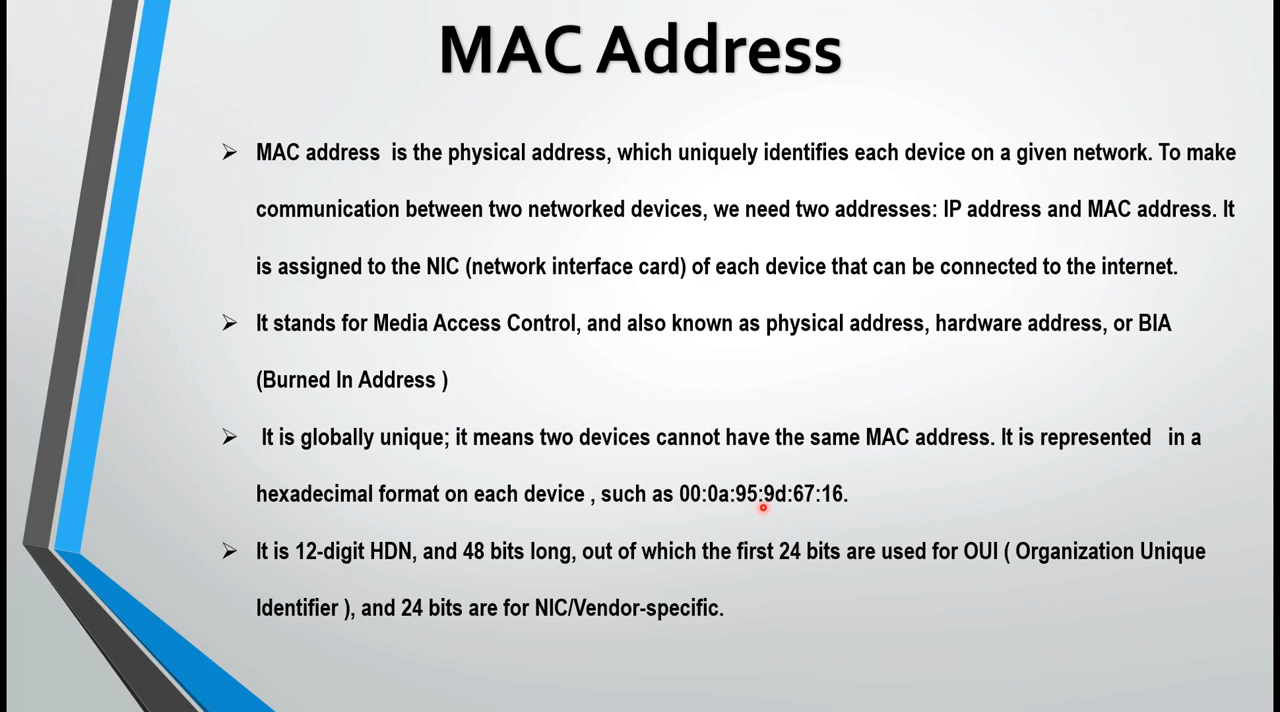 MAC Address
MAC address is the physical address, which uniquely identifies each device on a given network. To make
communication between two networked devices, we need two addresses: IP address and MAC address. It
is assigned to the NIC (network interface card) of each device that can be connected to the internet.
It stands for Media Access Control, and also known as physical address, hardware address, or BIA
(Burned In Address )
It is globally unique; it means two devices cannot have the same MAC address. It is represented in a
hexadecimal format on each device , such as 00:0a:95:9d:67:16.
It is 12-digit HDN, and 48 bits long, out of which the first 24 bits are used for OUI ( Organization Unique
Identifier ), and 24 bits are for NIC/Vendor-specific.